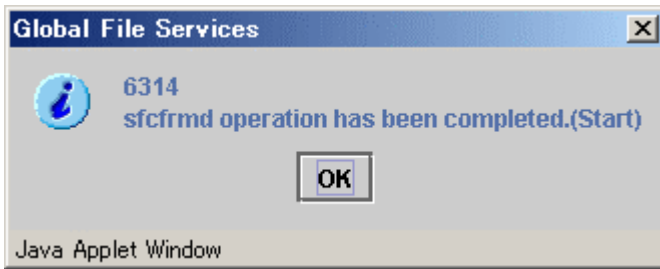 Global File Services
6314
sfcfrmd operation has been completed.(Start)
OK
Java Applet Window